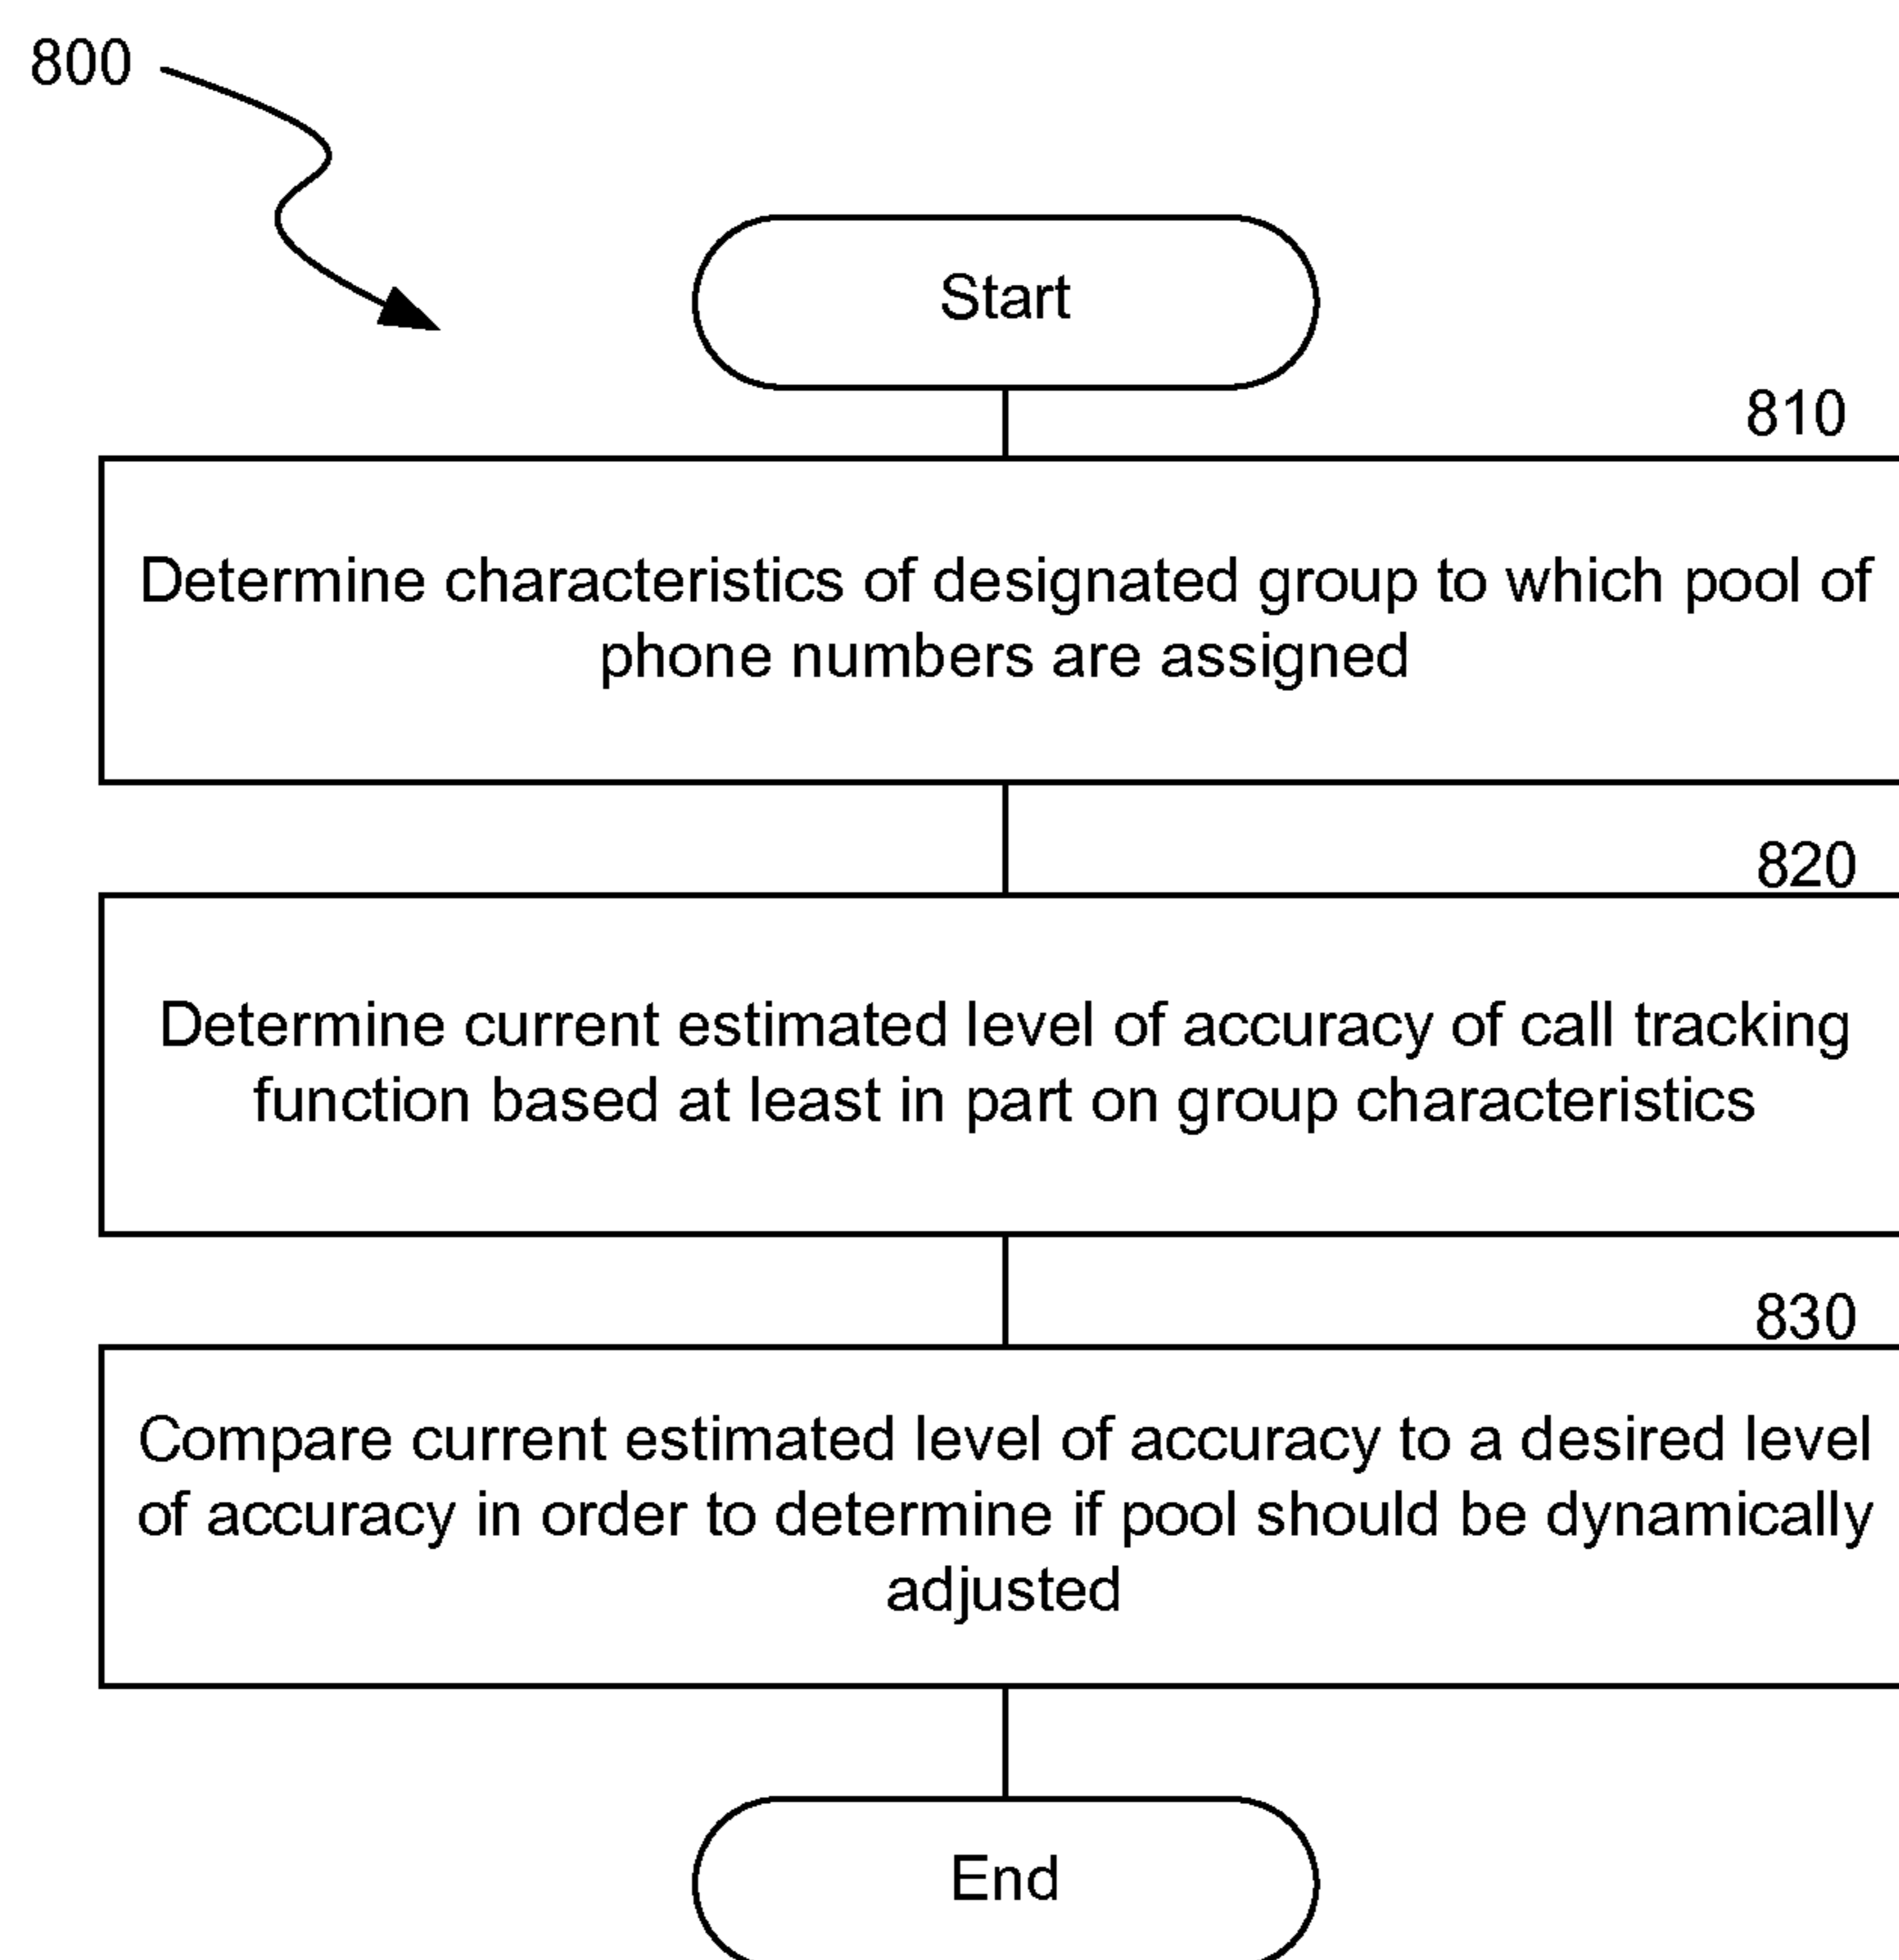 800
Start
810
Determine characteristics of designated group to which pool of
phone numbers are assigned
820
Determine current estimated level of accuracy of call tracking
function based at least in part on group characteristics
830
Compare current estimated level of accuracy to a desired level
of accuracy in order to determine if pool should be dynamically
adjusted
End